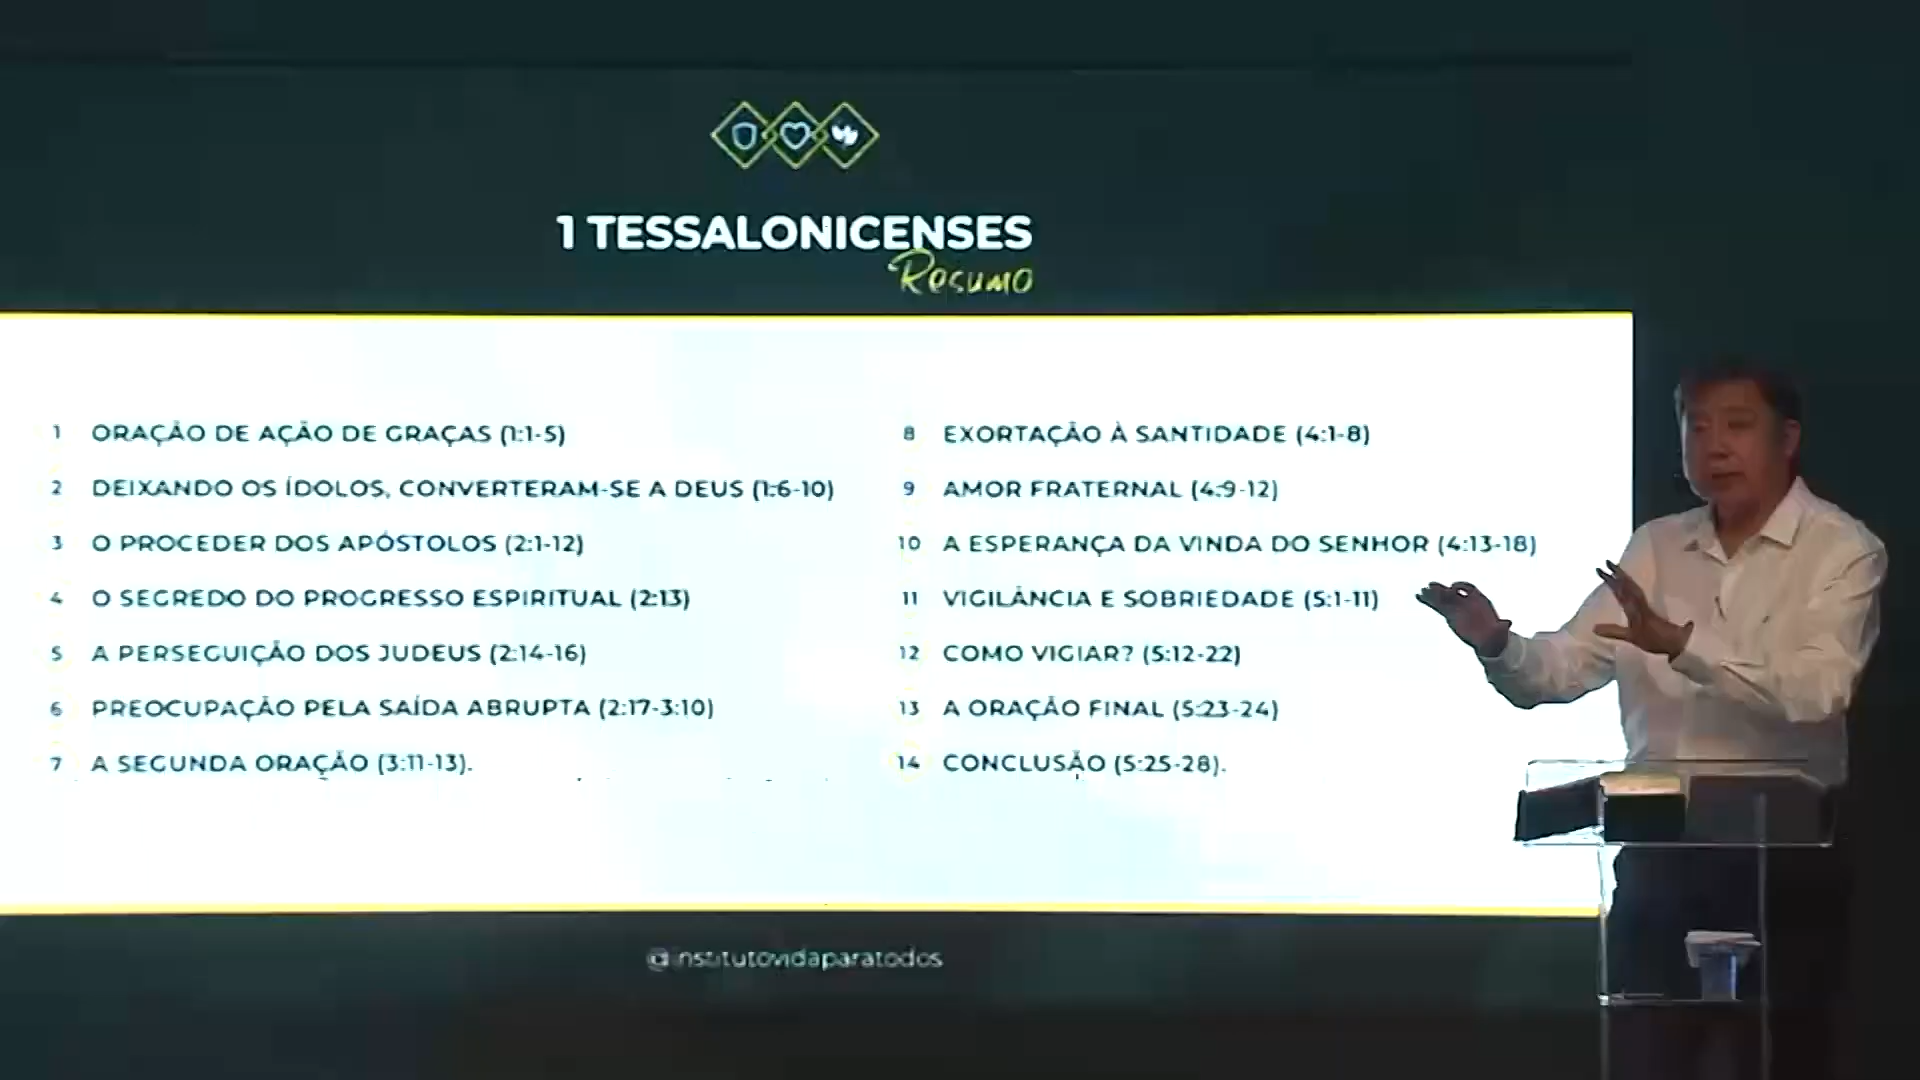 1 TESSALONICENSES
Resumo
1 ORAÇÃO DE AÇÃO DE GRAÇAS (1:1-5)
2 DEIXANDO OS ÍDOLOS, CONVERTERAM-SE A DEUS (1:6-10)
3 O PROCEDER DOS APÓSTOLOS (2:1-12)
4 O SEGREDO DO PROGRESSO ESPIRITUAL (2:13)
5 A PERSEGUIÇÃO DOS JUDEUS (2:14-16)
6 PREOCUPAÇÃO PELA SAÍDA ABRUPTA (2:17-3:10)
7 A SEGUNDA ORAÇÃO (3:11-13).
8 EXORTAÇÃO À SANTIDADE (4:1-8)
9 AMOR FRATERNAL (4:9-12)
10 A ESPERANÇA DA VINDA DO SENHOR (4:13-18)
11 VIGILÂNCIA E SOBRIEDADE (5:1-11)
12 COMO VIGIAR? (5:12-22)
13 A ORAÇÃO FINAL (5:23-24)
14 CONCLUSÃO (5:25-28).
@institutovidaparatodos